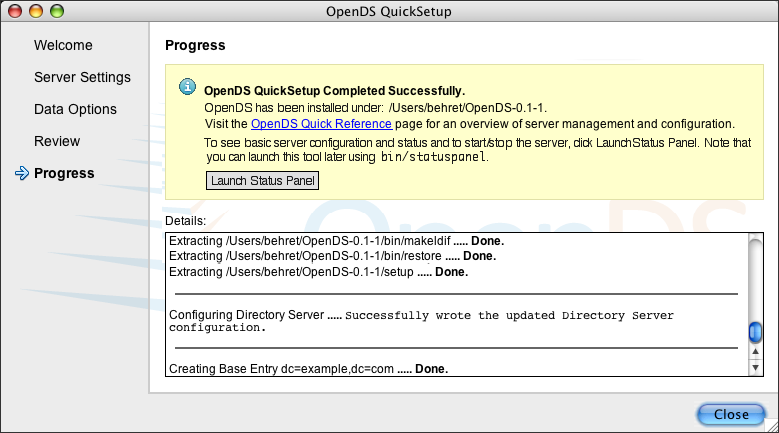 OpenDS QuickSetup
Welcome
Server Settings
Data Options
Review
Progress
Progress
OpenDS QuickSetup Completed Successfully.
OpenDS has been installed under: /Users/behret/OpenDS-0.1-1.
Visit the OpenDS Quick Reference page for an overview of server management and configuration.
To see basic server configuration and status and to start/stop the server, click Launch Status Panel. Note that
you can launch this tool later using bin/statuspanel.
Launch Status Panel
OpenDS
Details:
Extracting /Users/behret/OpenDS-0.1-1/bin/makeldif ..... Done.
Extracting /Users/behret/OpenDS-0.1-1/bin/restore ..... Done.
Extracting /Users/behret/OpenDS-0.1-1/setup ..... Done.
Configuring Directory Server ..... Successfully wrote the updated Directory Server
configuration.
Creating Base Entry dc=example,dc=com ..... Done.
Close